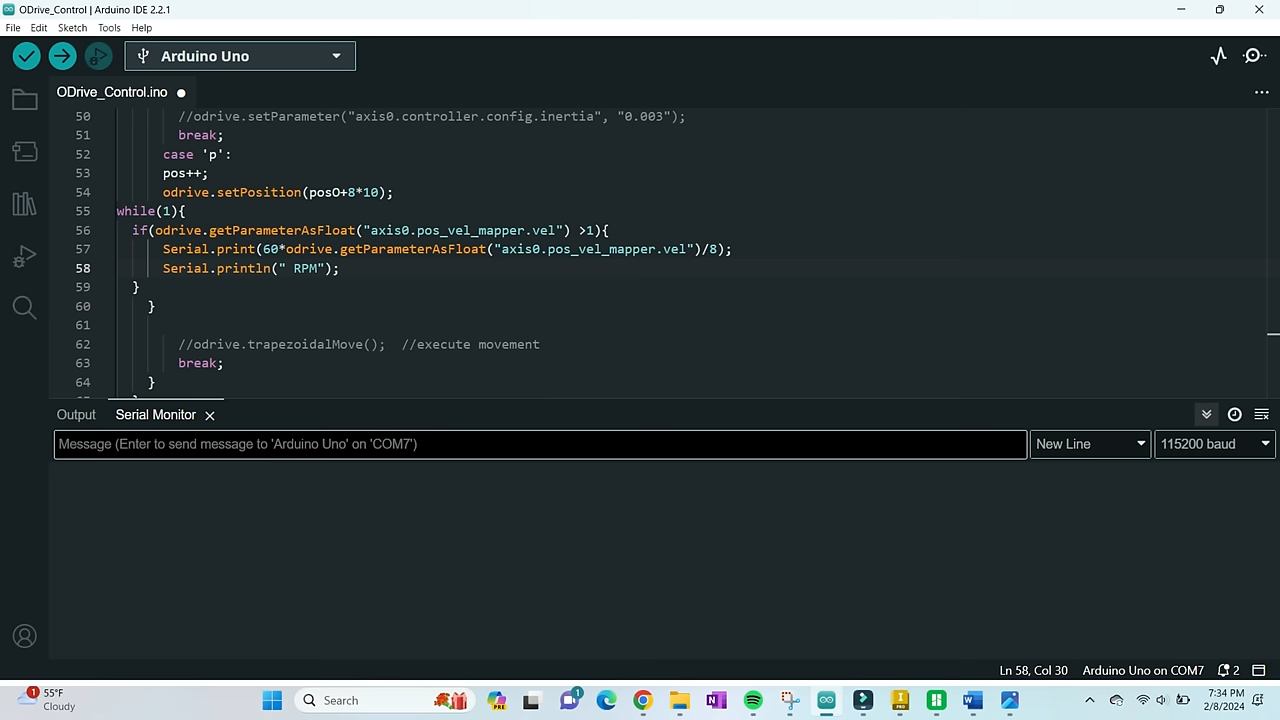 ODrive_Control | Arduino IDE 2.2.1
File Edit Sketch Tools Help
Arduino Uno
ODrive_Control.ino
50 //odrive.setParameter("axis0.controller.config.inertia", "0.003");
51 break;
52 case 'p':
53 pos++;
54 odrive.setPosition(posO+8*10);
55 while(1){
56 if(odrive.getParameterAsFloat("axis0.pos_vel_mapper.vel") >1){
57 Serial.print(60*odrive.getParameterAsFloat("axis0.pos_vel_mapper.vel")/8);
58 Serial.println(" RPM");
59 }
60 }
61
62 //odrive.trapezoidalMove(); //execute movement
63 break;
64 }
Output Serial Monitor
Message (Enter to send message to 'Arduino Uno' on 'COM7')
New Line
115200 baud
Ln 58, Col 30 Arduino Uno on COM7 2
1
55°F
Cloudy
Search
PRE
1
PRO
7:34 PM
2/8/2024